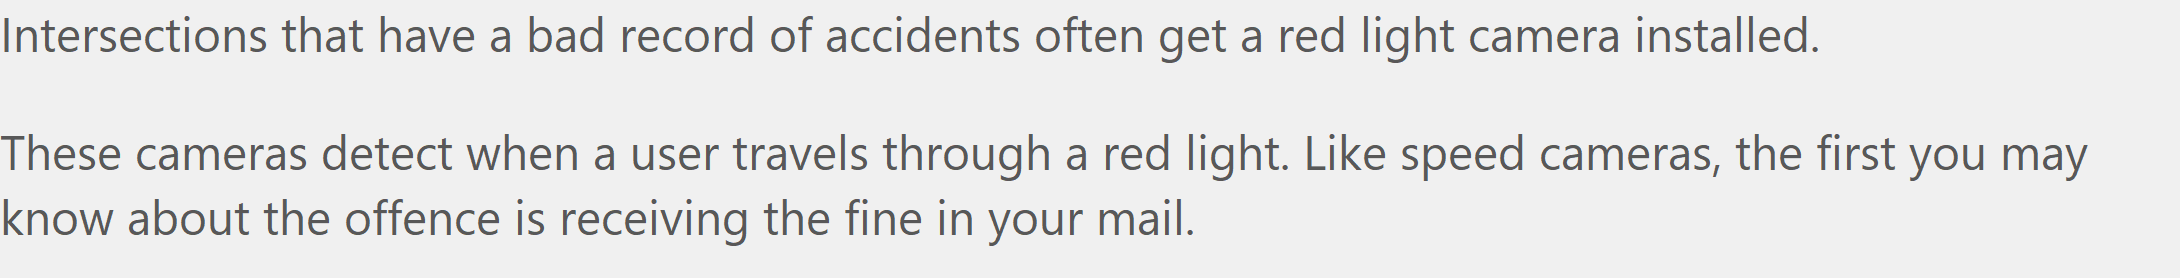 Intersections that have a bad record of accidents often get a red light camera installed.
These cameras detect when a user travels through a red light. Like speed cameras, the first you may
know about the offence is receiving the fine in your mail.